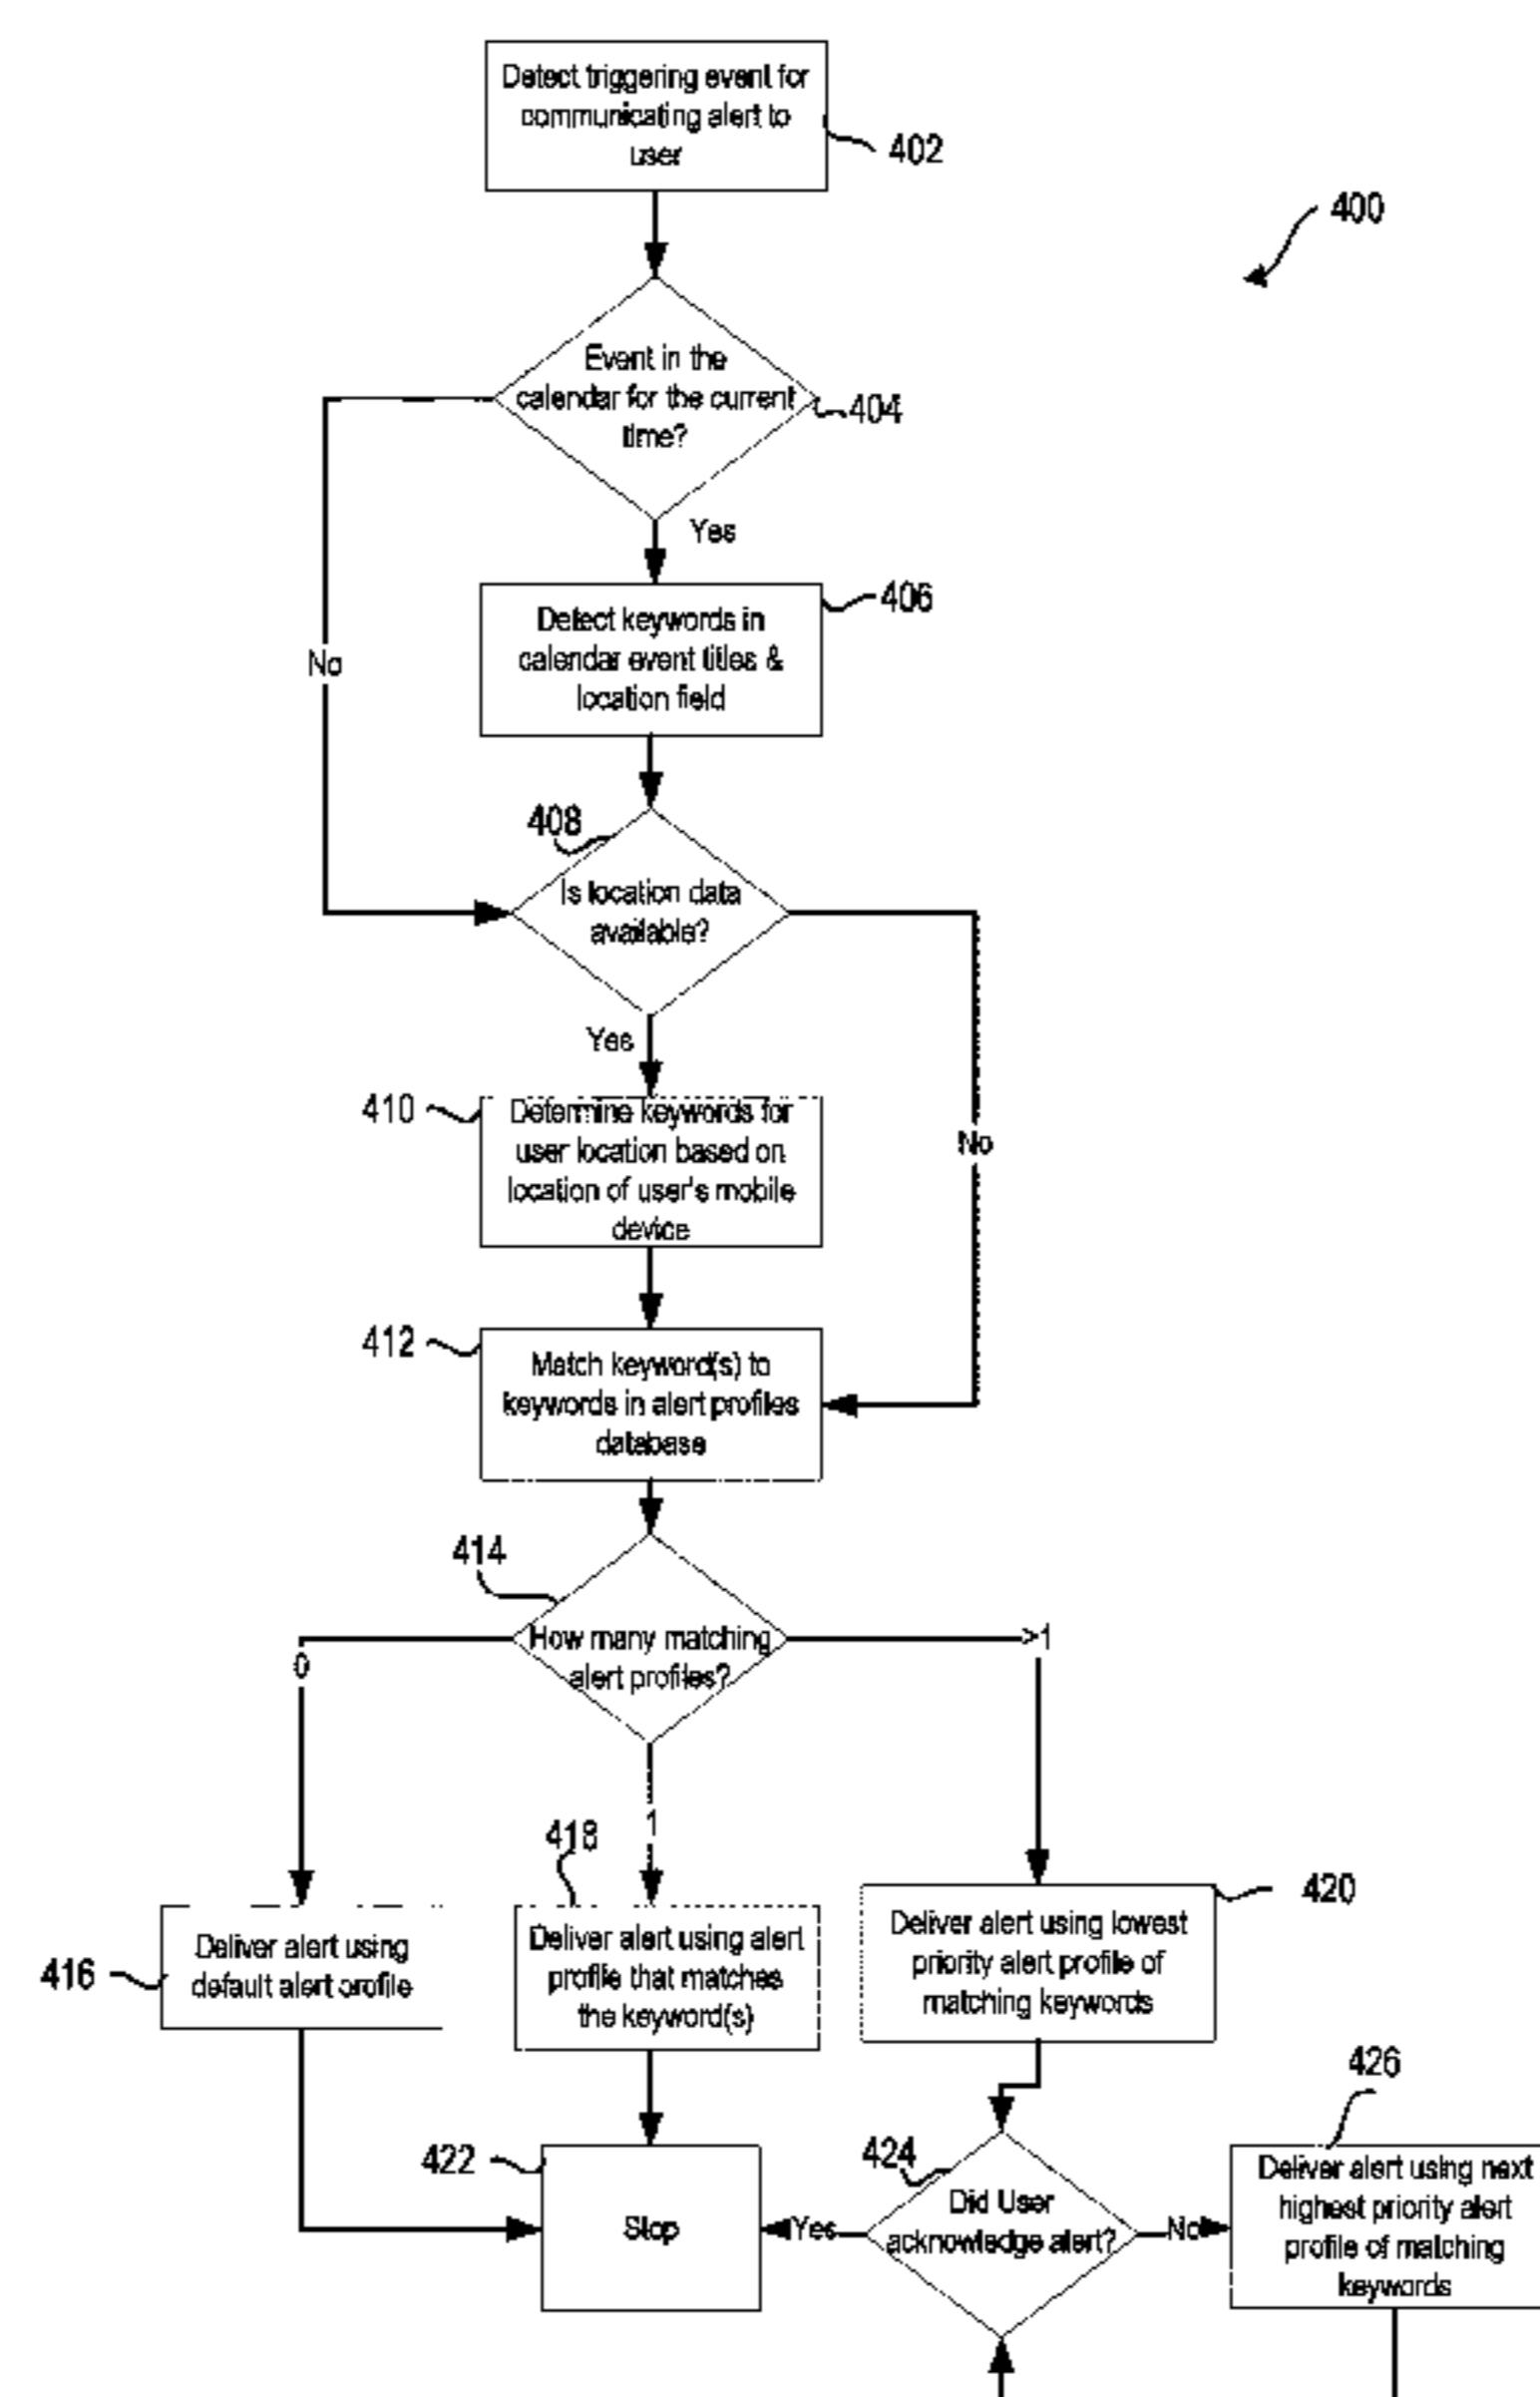 Detect triggering event for
communicating alert to
user
402
400
Event in the
calendar for the current
time?
404
Yes
Detect keywords in
calendar event titles &
location field
406
No
408
Is location data
available?
Yes
410
Determine keywords for
user location based on
location of user's mobile
device
No
412
Match keyword(s) to
keywords in alert profiles
database
414
How many matching
alert profiles?
0
1
>1
416
Deliver alert using
default alert profile
418
Deliver alert using alert
profile that matches
the keyword(s)
420
Deliver alert using lowest
priority alert profile of
matching keywords
422
Stop
424
Did User
acknowledge alert?
Yes
No
426
Deliver alert using next
highest priority alert
profile of matching
keywords